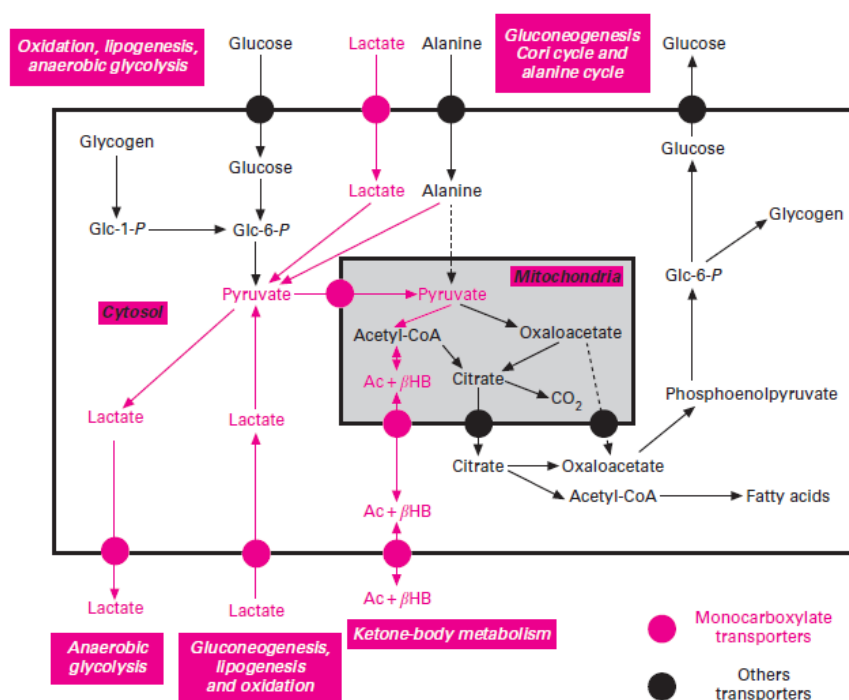 Oxidation, lipogenesis,
anaerobic glycolysis
Glucose
Lactate
Alanine
Gluconeogenesis
Cori cycle and
alanine cycle
Glucose
Glycogen
Glucose
Lactate
Alanine
Glucose
Glycogen
Glc-1-P
Glc-6-P
Glc-6-P
Mitochondria
Pyruvate
Pyruvate
Cytosol
Acetyl-CoA
Oxaloacetate
Ac + βHB
Citrate
CO2
Phosphoenolpyruvate
Lactate
Lactate
Citrate
Oxaloacetate
Acetyl-CoA
Fatty acids
Ac + βHB
Lactate
Lactate
Ac + βHB
Anaerobic
glycolysis
Gluconeogenesis,
lipogenesis
and oxidation
Ketone-body metabolism
Monocarboxylate
transporters
Others
transporters